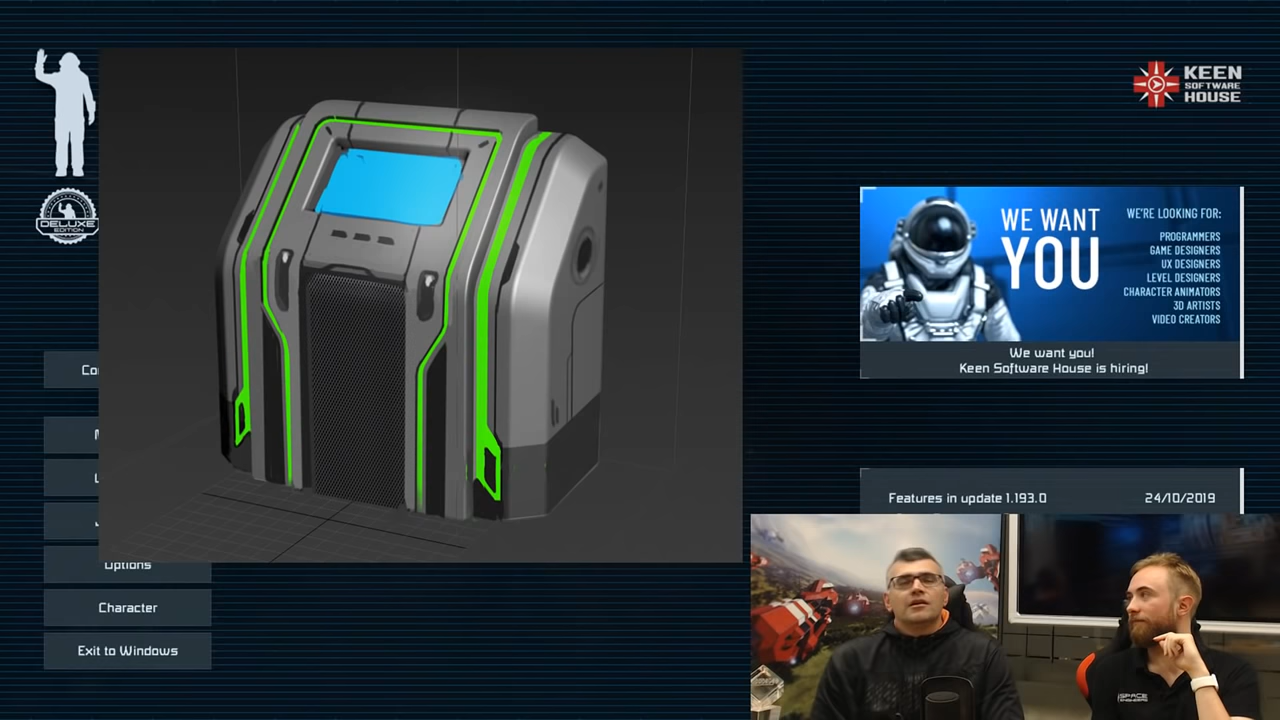 KEEN
SOFTWARE
HOUSE
DELUXE
EDITION
WE WANT
YOU
WE'RE LOOKING FOR:
PROGRAMMERS
GAME DESIGNERS
UX DESIGNERS
LEVEL DESIGNERS
CHARACTER ANIMATORS
3D ARTISTS
VIDEO CREATORS
We want you!
Keen Software House is hiring!
Features in update 1.193.0 24/10/2019
Options
Character
Exit to Windows
SPACE
ENGINEERS